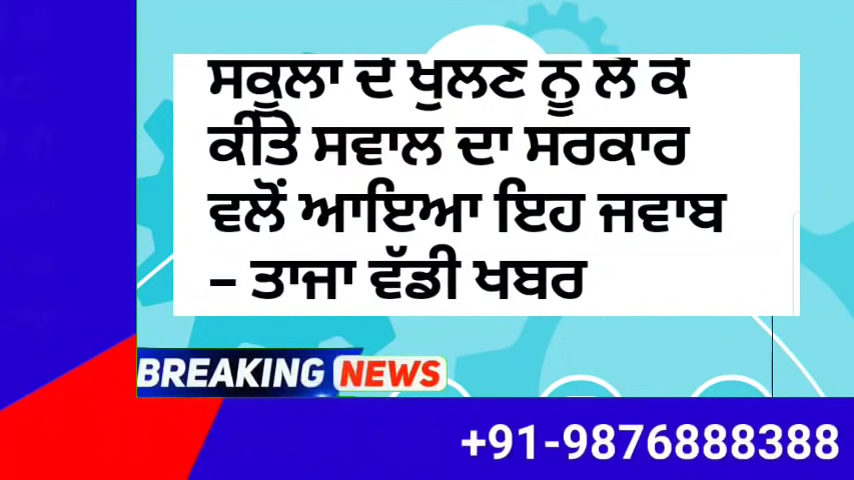 ਸਕੂਲਾਂ ਦੇ ਖੁਲਣ ਨੂੰ ਲੈ ਕੇ
ਕੀਤੇ ਸਵਾਲ ਦਾ ਸਰਕਾਰ
ਵਲੋਂ ਆਇਆ ਇਹ ਜਵਾਬ
– ਤਾਜਾ ਵੱਡੀ ਖਬਰ
BREAKING NEWS
+91-9876888388